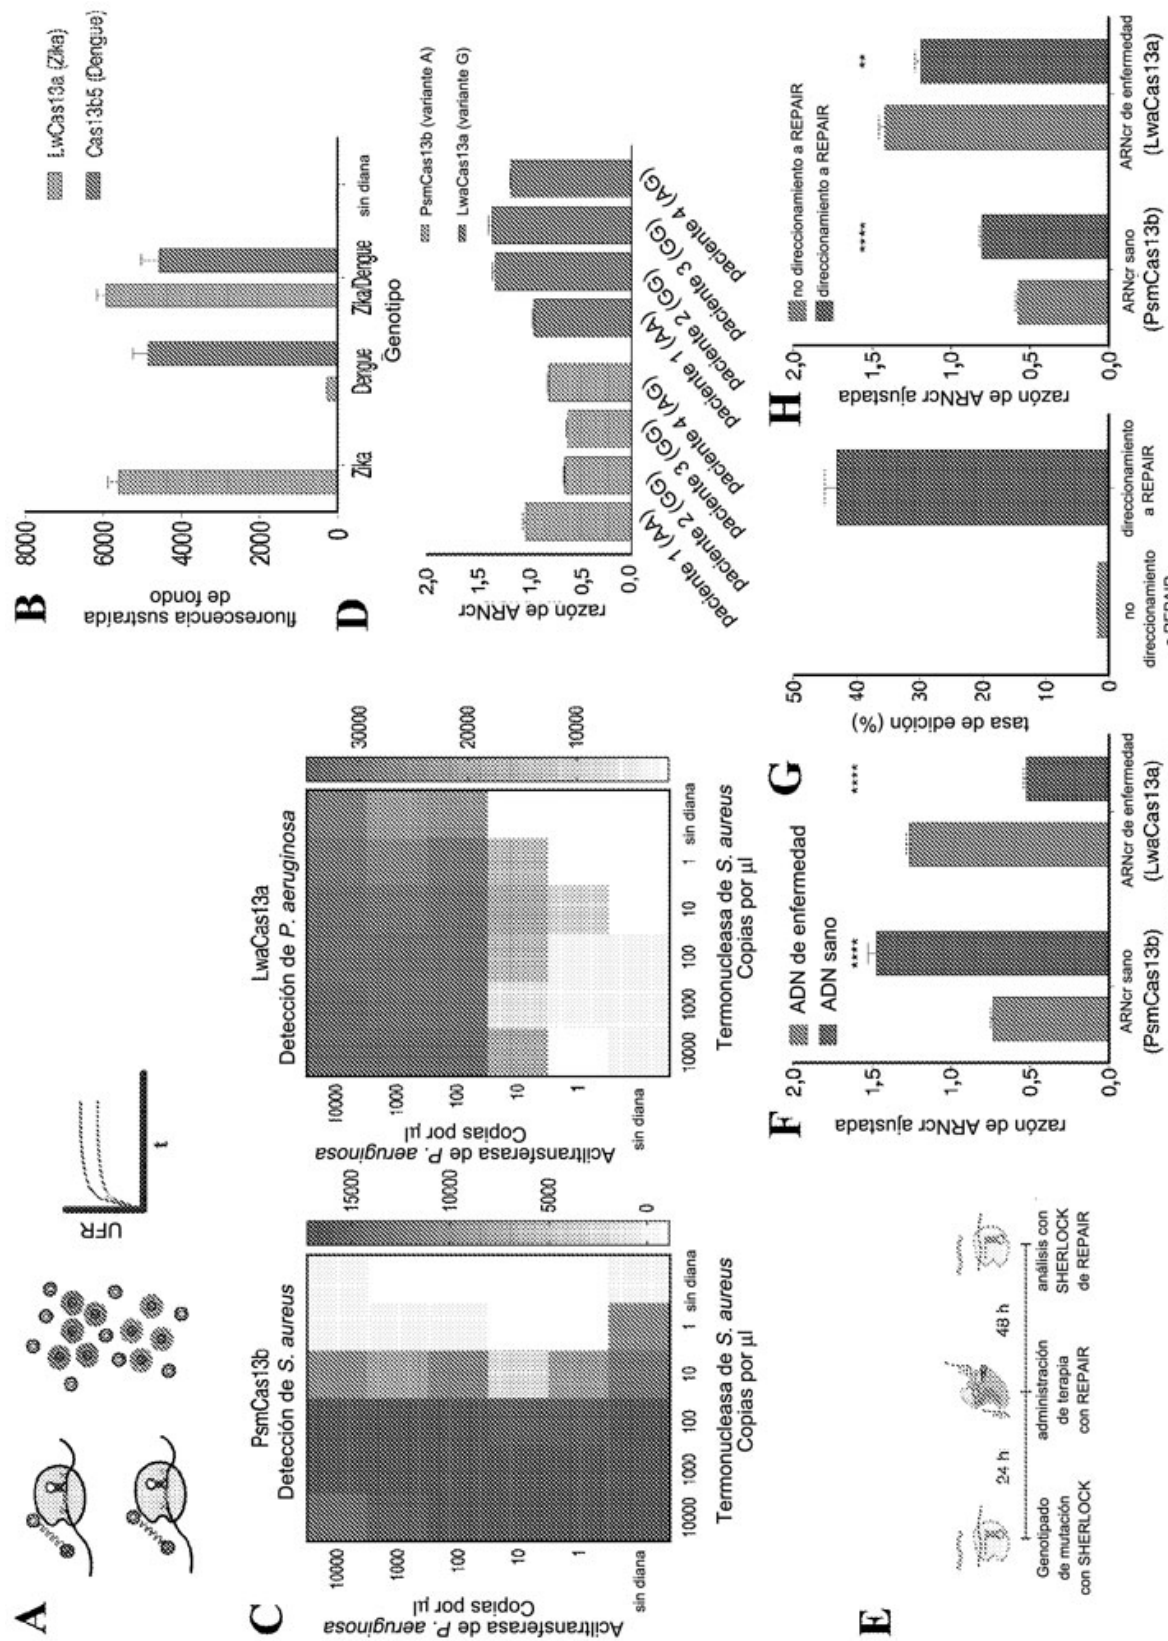 A
UFR
t
B
LwCas13a (Zika)
Cas13b5 (Dengue)
fluorescencia sustraída
de fondo
8000
6000
4000
2000
0
Zika
Dengue
Zika/Dengue
sin diana
Genotipo
C
PsmCas13b
Detección de S. aureus
Aciltransferasa de P. aeruginosa
Copias por µl
10000
1000
100
10
1
sin diana
10000
1000
100
10
1
sin diana
Termonucleasa de S. aureus
Copias por µl
15000
10000
5000
0
LwaCas13a
Detección de P. aeruginosa
Aciltransferasa de P. aeruginosa
Copias por µl
10000
1000
100
10
1
sin diana
10000
1000
100
10
1
sin diana
Termonucleasa de S. aureus
Copias por µl
30000
20000
10000
D
PsmCas13b (variante A)
LwaCas13a (variante G)
razón de ARNcr
2,0
1,5
1,0
0,5
0,0
paciente 1 (AA)
paciente 2 (GG)
paciente 3 (GG)
paciente 4 (AG)
paciente 1 (AA)
paciente 2 (GG)
paciente 3 (GG)
paciente 4 (AG)
E
24 h
48 h
Genotipado
de mutación
con SHERLOCK
administración
de terapia
con REPAIR
análisis con
SHERLOCK
de REPAIR
F
ADN de enfermedad
ADN sano
razón de ARNcr ajustada
2,0
1,5
1,0
0,5
0,0
****
****
ARNcr sano
(PsmCas13b)
ARNcr de enfermedad
(LwaCas13a)
G
tasa de edición (%)
50
40
30
20
10
0
no
direccionamiento
a REPAIR
direccionamiento
a REPAIR
H
no direccionamiento a REPAIR
direccionamiento a REPAIR
razón de ARNcr ajustada
2,0
1,5
1,0
0,5
0,0
****
**
ARNcr sano
(PsmCas13b)
ARNcr de enfermedad
(LwaCas13a)